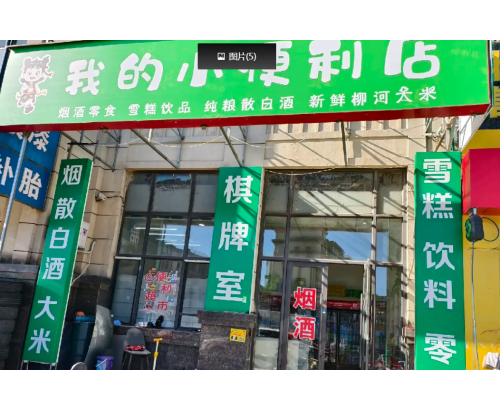 图片(5)
我的小便利店
烟酒零食 雪糕饮品 纯粮散白酒 新鲜柳河大米
补胎
烟散白酒大米
棋牌室
雪糕饮料零
烟酒